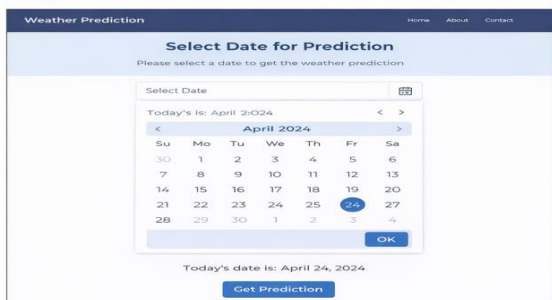 Weather Prediction Home About Contact
Select Date for Prediction
Please select a date to get the weather prediction
Select Date
Today's is: April 2:024 < >
< April 2024 >
Su Mo Tu We Th Fr Sa
30 1 2 3 4 5 6
7 8 9 10 11 12 13
14 15 16 17 18 19 20
21 22 23 24 25 24 27
28 29 30 1 2 3 4
OK
Today's date is: April 24, 2024
Get Prediction